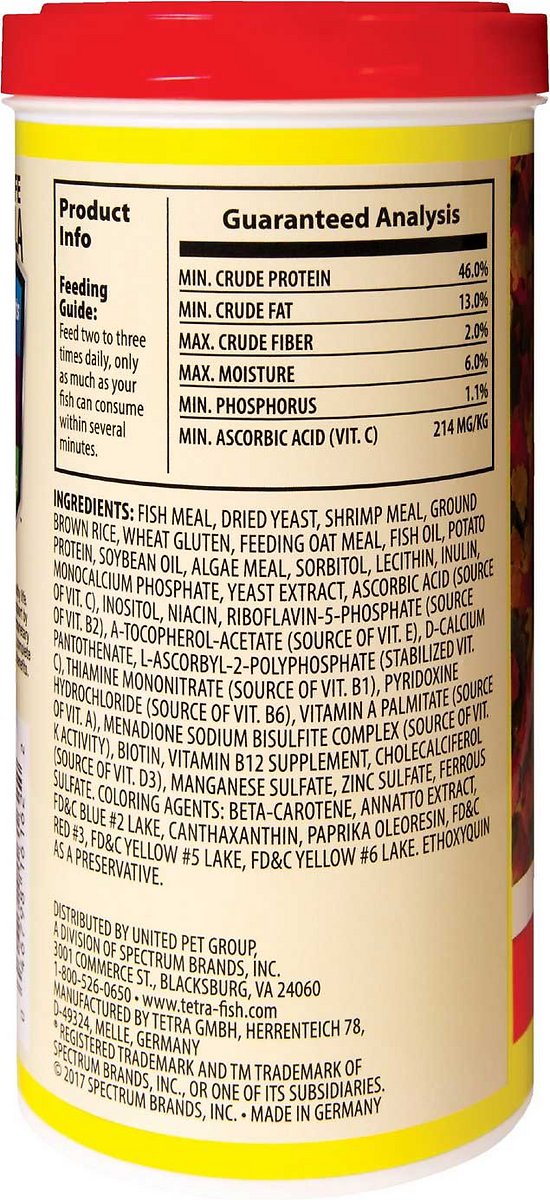 Product
Info
Feeding
Guide:
Feed two to three
times daily, only
as much as your
fish can consume
within several
minutes.
Guaranteed Analysis
MIN. CRUDE PROTEIN 46.0%
MIN. CRUDE FAT 13.0%
MAX. CRUDE FIBER 2.0%
MAX. MOISTURE 6.0%
MIN. PHOSPHORUS 1.1%
MIN. ASCORBIC ACID (VIT. C) 214 MG/KG
INGREDIENTS: FISH MEAL, DRIED YEAST, SHRIMP MEAL, GROUND
BROWN RICE, WHEAT GLUTEN, FEEDING OAT MEAL, FISH OIL, POTATO
PROTEIN, SOYBEAN OIL, ALGAE MEAL, SORBITOL, LECITHIN, INULIN,
MONOCALCIUM PHOSPHATE, YEAST EXTRACT, ASCORBIC ACID (SOURCE
OF VIT. C), INOSITOL, NIACIN, RIBOFLAVIN-5-PHOSPHATE (SOURCE
OF VIT. B2), A-TOCOPHEROL-ACETATE (SOURCE OF VIT. E), D-CALCIUM
PANTOTHENATE, L-ASCORBYL-2-POLYPHOSPHATE (STABILIZED VIT.
C), THIAMINE MONONITRATE (SOURCE OF VIT. B1), PYRIDOXINE
HYDROCHLORIDE (SOURCE OF VIT. B6), VITAMIN A PALMITATE (SOURCE
OF VIT. A), MENADIONE SODIUM BISULFITE COMPLEX (SOURCE OF VIT.
K ACTIVITY), BIOTIN, VITAMIN B12 SUPPLEMENT, CHOLECALCIFEROL
(SOURCE OF VIT. D3), MANGANESE SULFATE, ZINC SULFATE, FERROUS
SULFATE. COLORING AGENTS: BETA-CAROTENE, ANNATTO EXTRACT,
FD&C BLUE #2 LAKE, CANTHAXANTHIN, PAPRIKA OLEORESIN, FD&C
RED #3, FD&C YELLOW #5 LAKE, FD&C YELLOW #6 LAKE. ETHOXYQUIN
AS A PRESERVATIVE.
DISTRIBUTED BY UNITED PET GROUP,
A DIVISION OF SPECTRUM BRANDS, INC.
3001 COMMERCE ST., BLACKSBURG, VA 24060
1-800-526-0650 • www.tetra-fish.com
MANUFACTURED BY TETRA GMBH, HERRENTEICH 78,
D-49324, MELLE, GERMANY
® REGISTERED TRADEMARK AND TM TRADEMARK OF
SPECTRUM BRANDS, INC., OR ONE OF ITS SUBSIDIARIES.
© 2017 SPECTRUM BRANDS, INC. • MADE IN GERMANY